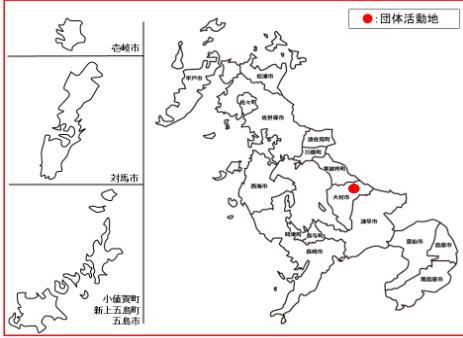 ●:団体活動地
壱岐市
対馬市
小値賀町
新上五島町
五島市
平戸市
松浦市
佐々町
佐世保市
波佐見町
川棚町
東彼杵町
西海市
大村市
時津町
長与町
諫早市
長崎市
雲仙市
島原市
南島原市